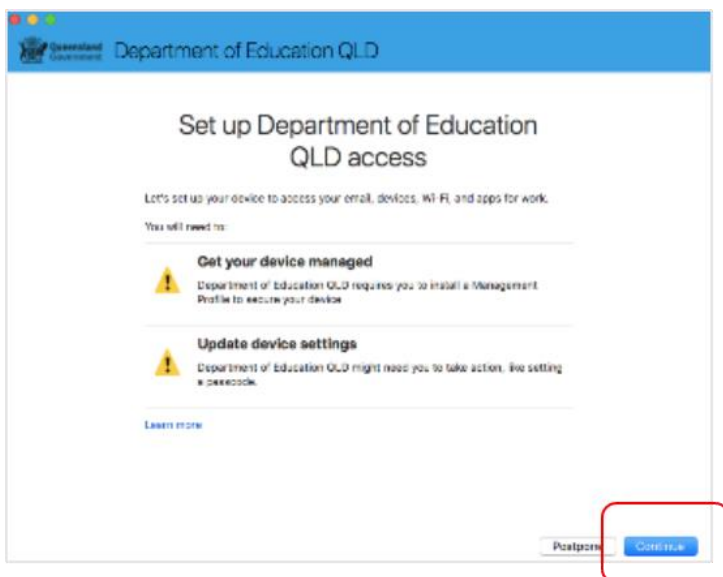 Queensland
Government
Department of Education QLD
Set up Department of Education
QLD access
Let's set up your device to access your email, devices, Wi-Fi, and apps for work.
You will need to:
Get your device managed
Department of Education QLD requires you to install a Management
Profile to secure your device
Update device settings
Department of Education QLD might need you to take action, like setting
a passcode.
Learn more
Postpone
Continue